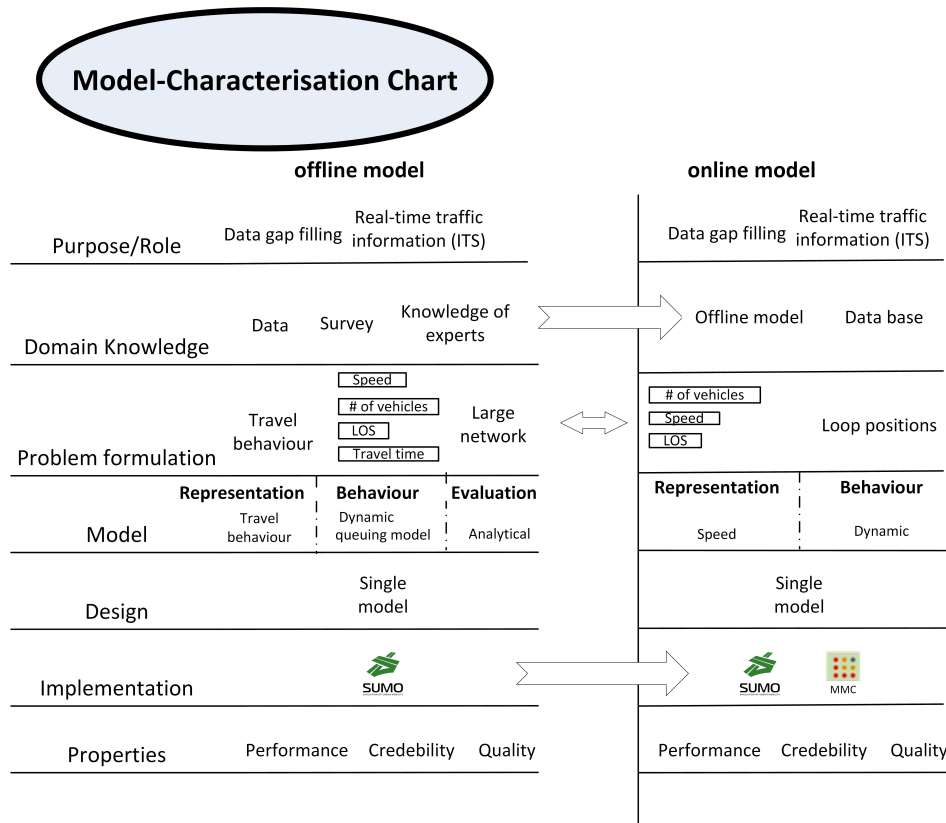 Model-Characterisation Chart
offline model
online model
Purpose/Role
Data gap filling
Real-time traffic
information (ITS)
Data gap filling
Real-time traffic
information (ITS)
Domain Knowledge
Data
Survey
Knowledge of
experts
Offline model
Data base
Problem formulation
Travel
behaviour
Speed
# of vehicles
LOS
Travel time
Large
network
# of vehicles
Speed
LOS
Loop positions
Model
Representation
Behaviour
Evaluation
Travel
behaviour
Dynamic
queuing model
Analytical
Representation
Behaviour
Speed
Dynamic
Design
Single
model
Single
model
Implementation
SUMO
SUMO
MMC
Properties
Performance
Credebility
Quality
Performance
Credebility
Quality